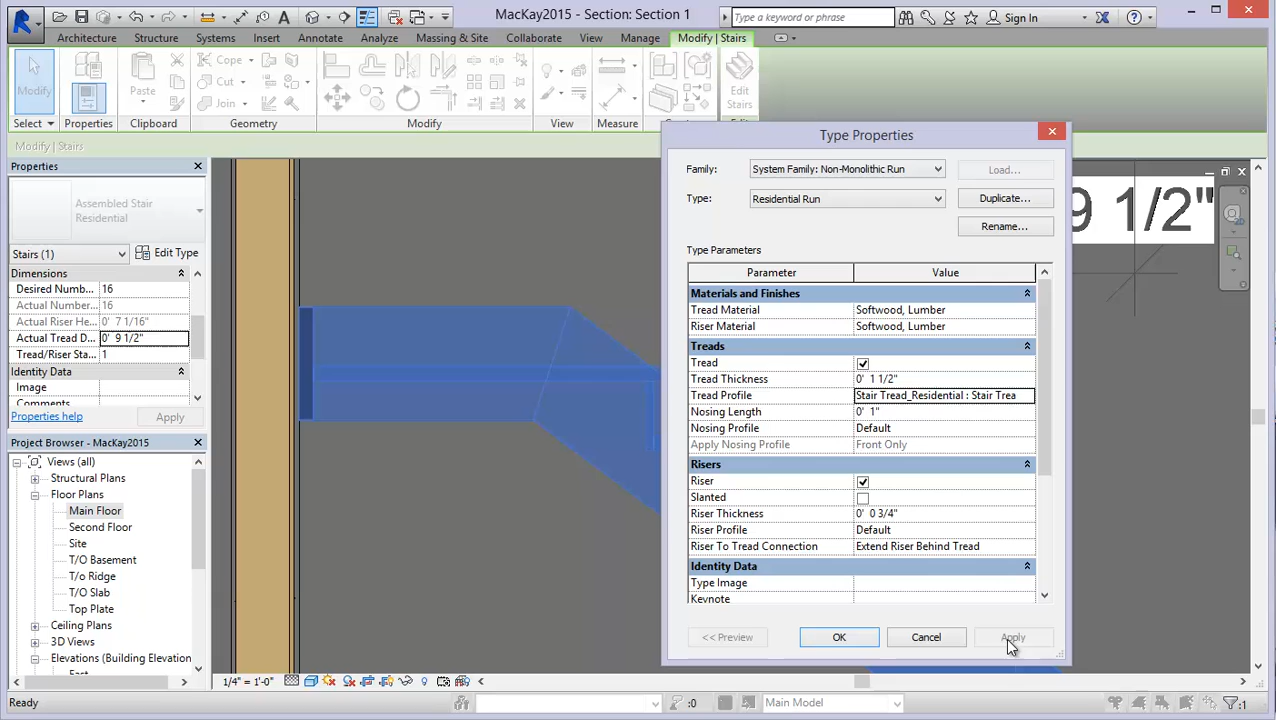 MacKay2015 - Section: Section 1
Type a keyword or phrase
Sign In
Architecture Structure Systems Insert Annotate Analyze Massing & Site Collaborate View Manage Modify | Stairs
Modify
Properties
Paste
Cope
Cut
Join
Edit
Stairs
Select Properties Clipboard Geometry Modify View Measure
Modify | Stairs
Properties
Assembled Stair
Residential
Stairs (1)
Edit Type
Dimensions
Desired Numb... 16
Actual Number... 16
Actual Riser He... 0' 7 1/16"
Actual Tread D... 0' 9 1/2"
Tread/Riser Sta... 1
Identity Data
Image
Comments
Properties help
Apply
Project Browser - MacKay2015
Views (all)
Structural Plans
Floor Plans
Main Floor
Second Floor
Site
T/O Basement
T/o Ridge
T/O Slab
Top Plate
Ceiling Plans
3D Views
Elevations (Building Elevation)
East
9 1/2"
Type Properties
Family: System Family: Non-Monolithic Run Load...
Type: Residential Run Duplicate...
Rename...
Type Parameters
Parameter Value
Materials and Finishes
Tread Material Softwood, Lumber
Riser Material Softwood, Lumber
Treads
Tread
Tread Thickness 0' 1 1/2"
Tread Profile Stair Tread_Residential : Stair Trea
Nosing Length 0' 1"
Nosing Profile Default
Apply Nosing Profile Front Only
Risers
Riser
Slanted
Riser Thickness 0' 0 3/4"
Riser Profile Default
Riser To Tread Connection Extend Riser Behind Tread
Identity Data
Type Image
Keynote
<< Preview OK Cancel Apply
1/4" = 1'-0"
Ready
:0
Main Model
:1